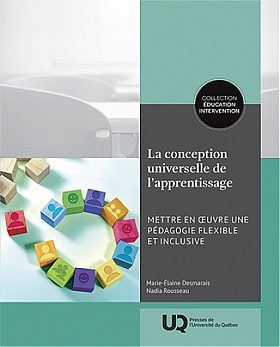 COLLECTION
ÉDUCATION
INTERVENTION
La conception
universelle de
l'apprentissage
METTRE EN ŒUVRE UNE
PÉDAGOGIE FLEXIBLE
ET INCLUSIVE
Marie-Élaine Desmarais
Nadia Rousseau
UQ
Presses de
l'Université du Québec